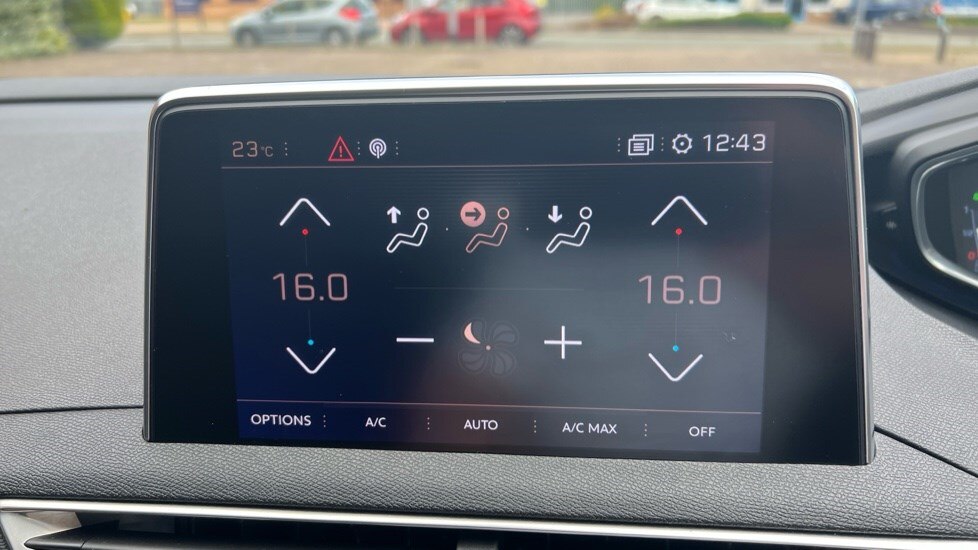 23°C 12:43
16.0 16.0
OPTIONS A/C AUTO A/C MAX OFF